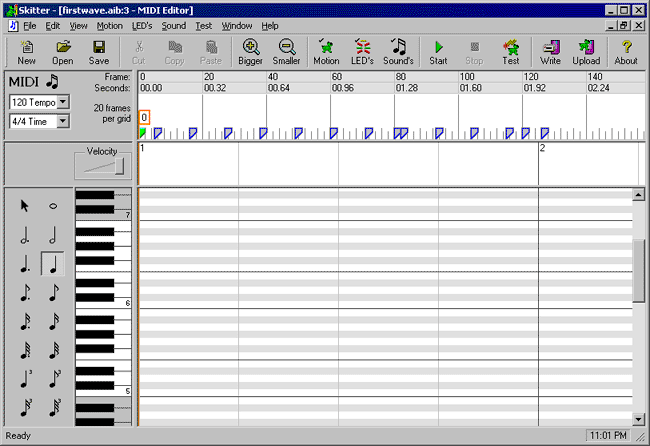 Skitter - [firstwave.aib:3 - MIDI Editor]
File Edit View Motion LED's Sound Test Window Help
New Open Save Cut Copy Paste Bigger Smaller Motion LED's Sound's Start Stop Test Write Upload About
MIDI Frame: 0 20 40 60 80 100 120 140
Seconds: 00.00 00.32 00.64 00.96 01.28 01.60 01.92 02.24
120 Tempo 20 frames
per grid
4/4 Time 0
Velocity 1 2
7
6
5
3
3
3
3
Ready 11:01 PM